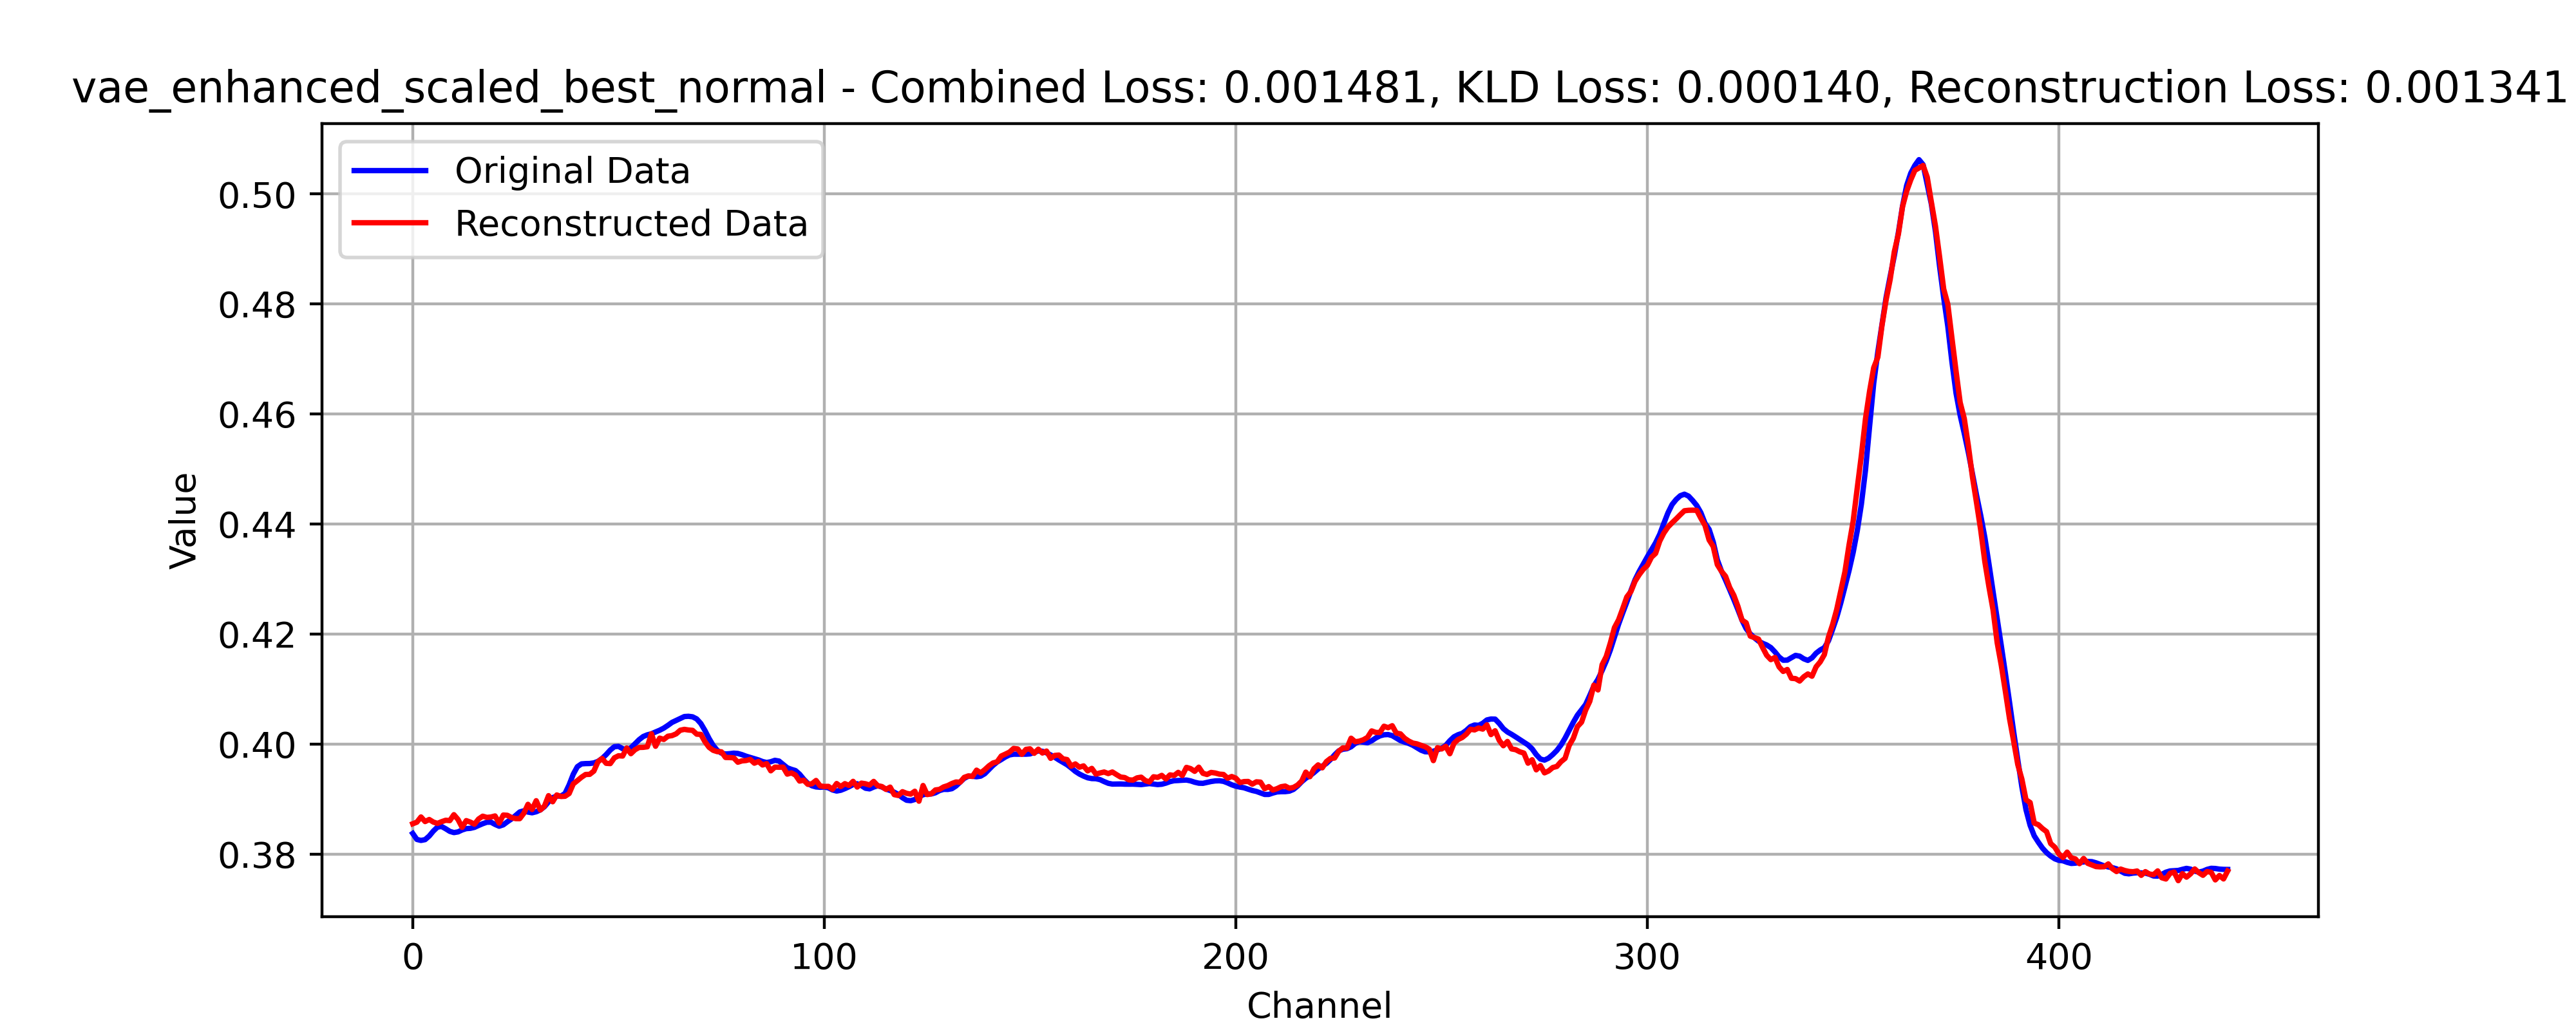 vae_enhanced_scaled_best_normal - Combined Loss: 0.001481, KLD Loss: 0.000140, Reconstruction Loss: 0.001341
Original Data
Reconstructed Data
0.50
0.48
0.46
0.44
0.42
0.40
0.38
Value
0 100 200 300 400
Channel